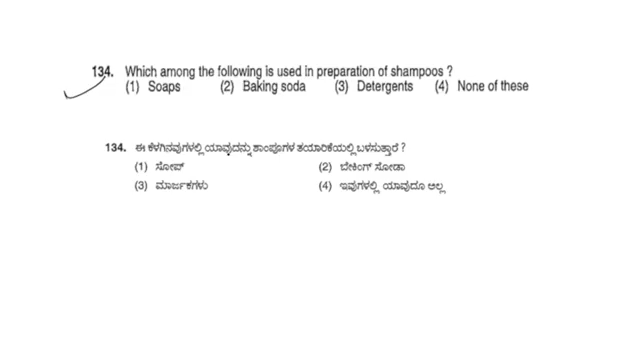 134. Which among the following is used in preparation of shampoos ?
(1) Soaps (2) Baking soda (3) Detergents (4) None of these
134. ಈ ಕೆಳಗಿನವುಗಳಲ್ಲಿ ಯಾವುದನ್ನು ಶಾಂಪೂಗಳ ತಯಾರಿಕೆಯಲ್ಲಿ ಬಳಸುತ್ತಾರೆ ?
(1) ಸೋಪ್ (2) ಬೇಕಿಂಗ್ ಸೋಡಾ
(3) ಮಾರ್ಜಕಗಳು (4) ಇವುಗಳಲ್ಲಿ ಯಾವುದೂ ಅಲ್ಲ